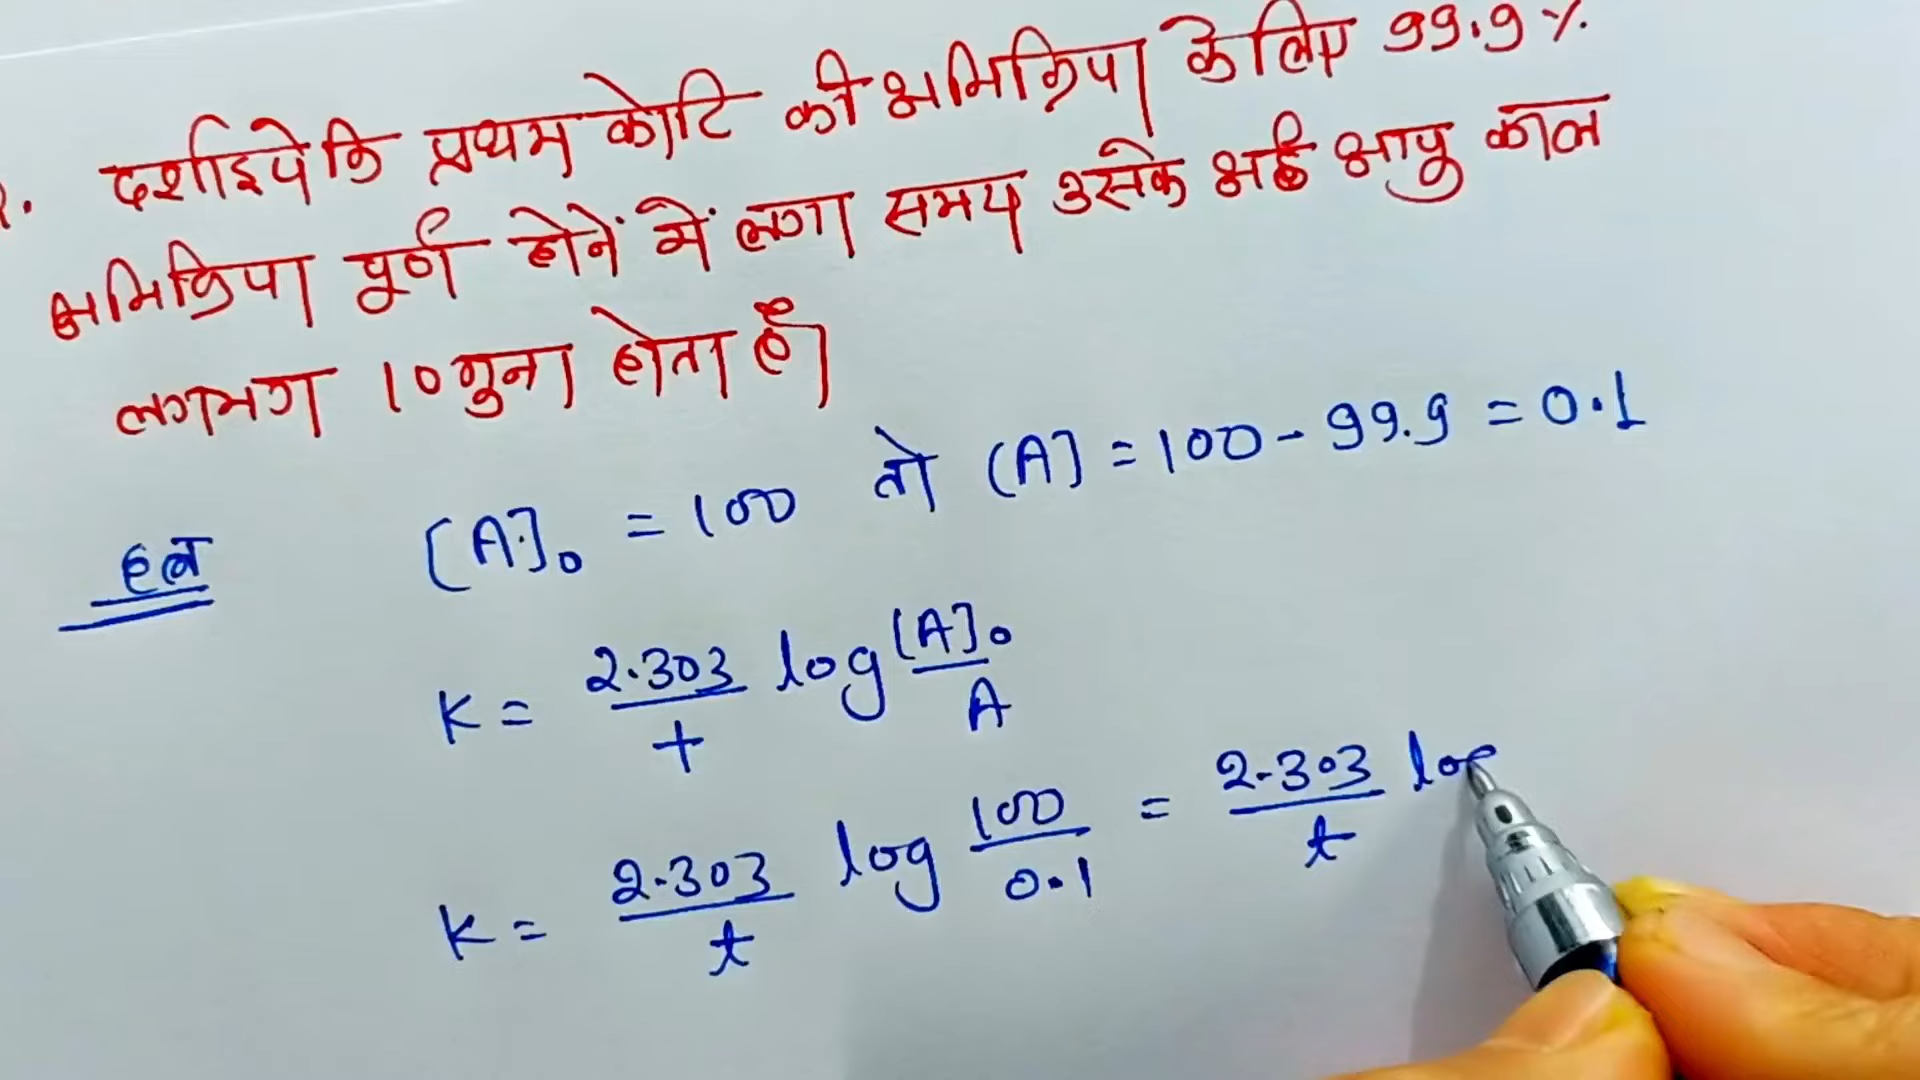 दर्शाइये कि प्रथम कोटि की अभिक्रिया के लिए 99.9%
अभिक्रिया पूर्ण होनें में लगा समय उसके अर्द्ध आयु काल
लगभग 10 गुना होता है।
हल [A]₀ = 100 तो [A] = 100 - 99.9 = 0.1
K = 2.303/t log [A]₀/A
K = 2.303/t log 100/0.1 = 2.303/t log